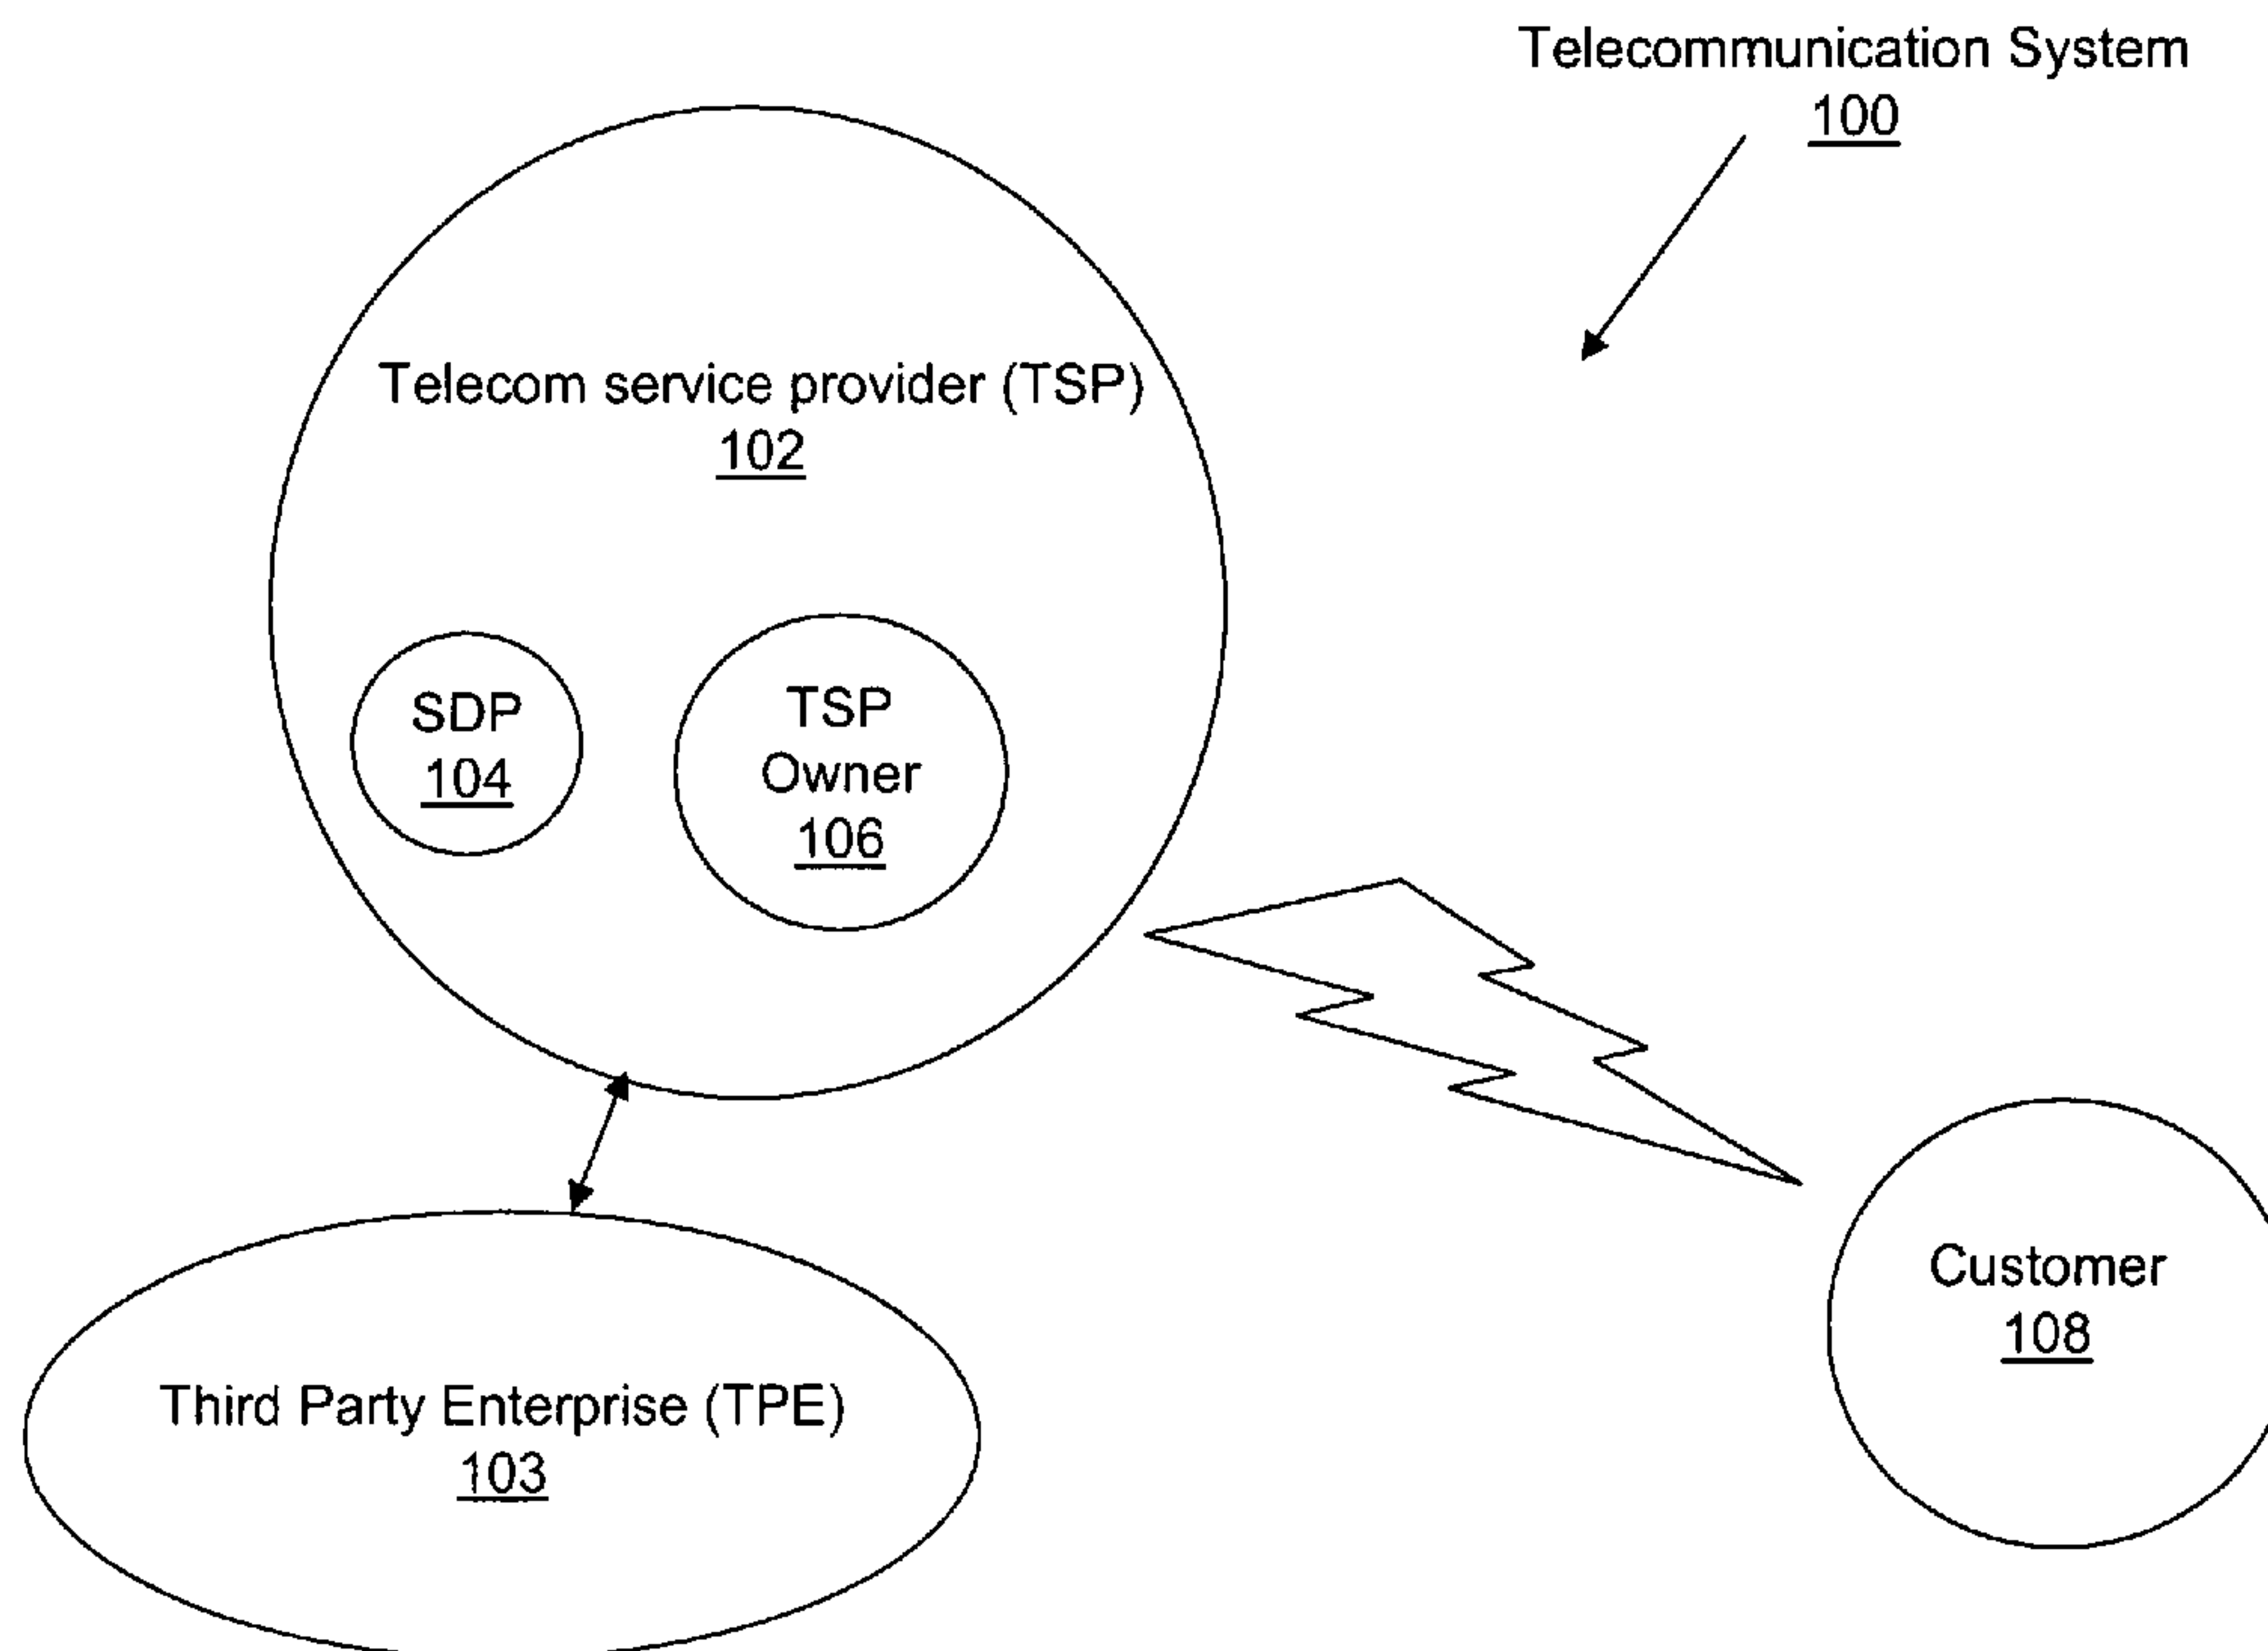 Telecommunication System
100
Telecom service provider (TSP)
102
SDP
104
TSP
Owner
106
Customer
108
Third Party Enterprise (TPE)
103